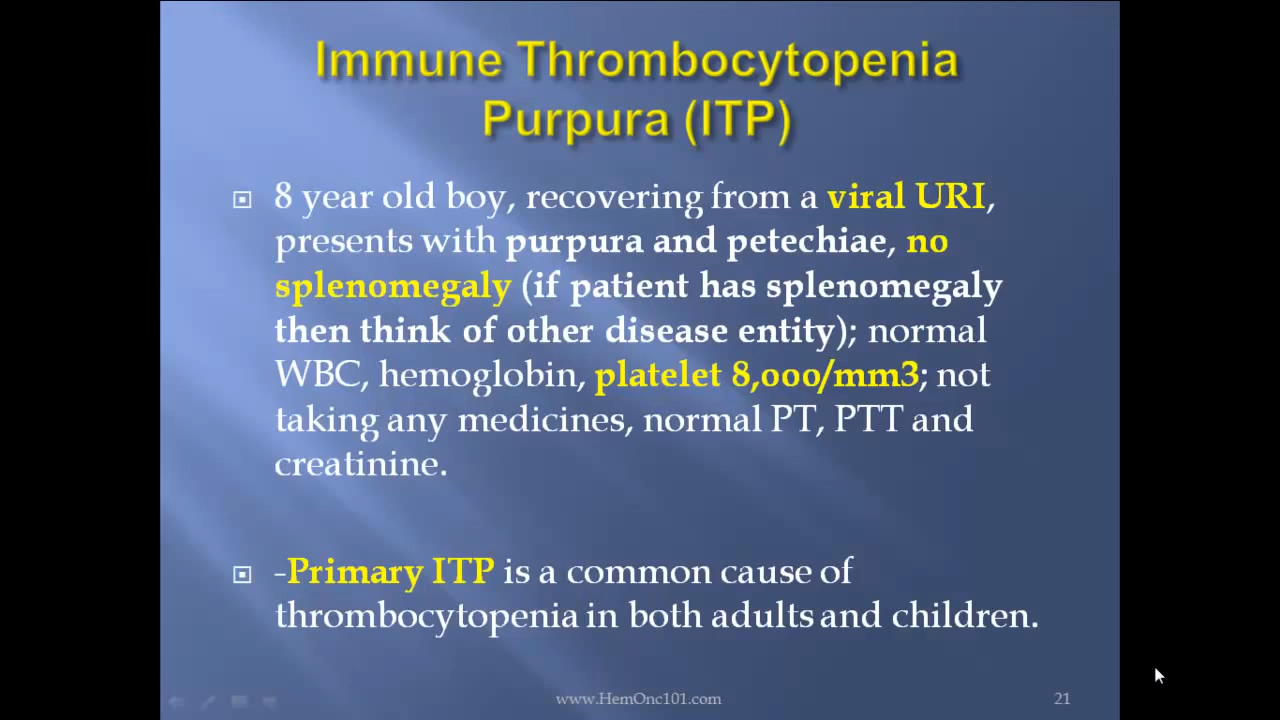 Immune Thrombocytopenia
Purpura (ITP)
8 year old boy, recovering from a viral URI,
presents with purpura and petechiae, no
splenomegaly (if patient has splenomegaly
then think of other disease entity); normal
WBC, hemoglobin, platelet 8,000/mm3; not
taking any medicines, normal PT, PTT and
creatinine.
-Primary ITP is a common cause of
thrombocytopenia in both adults and children.
www.HemOnc101.com
21